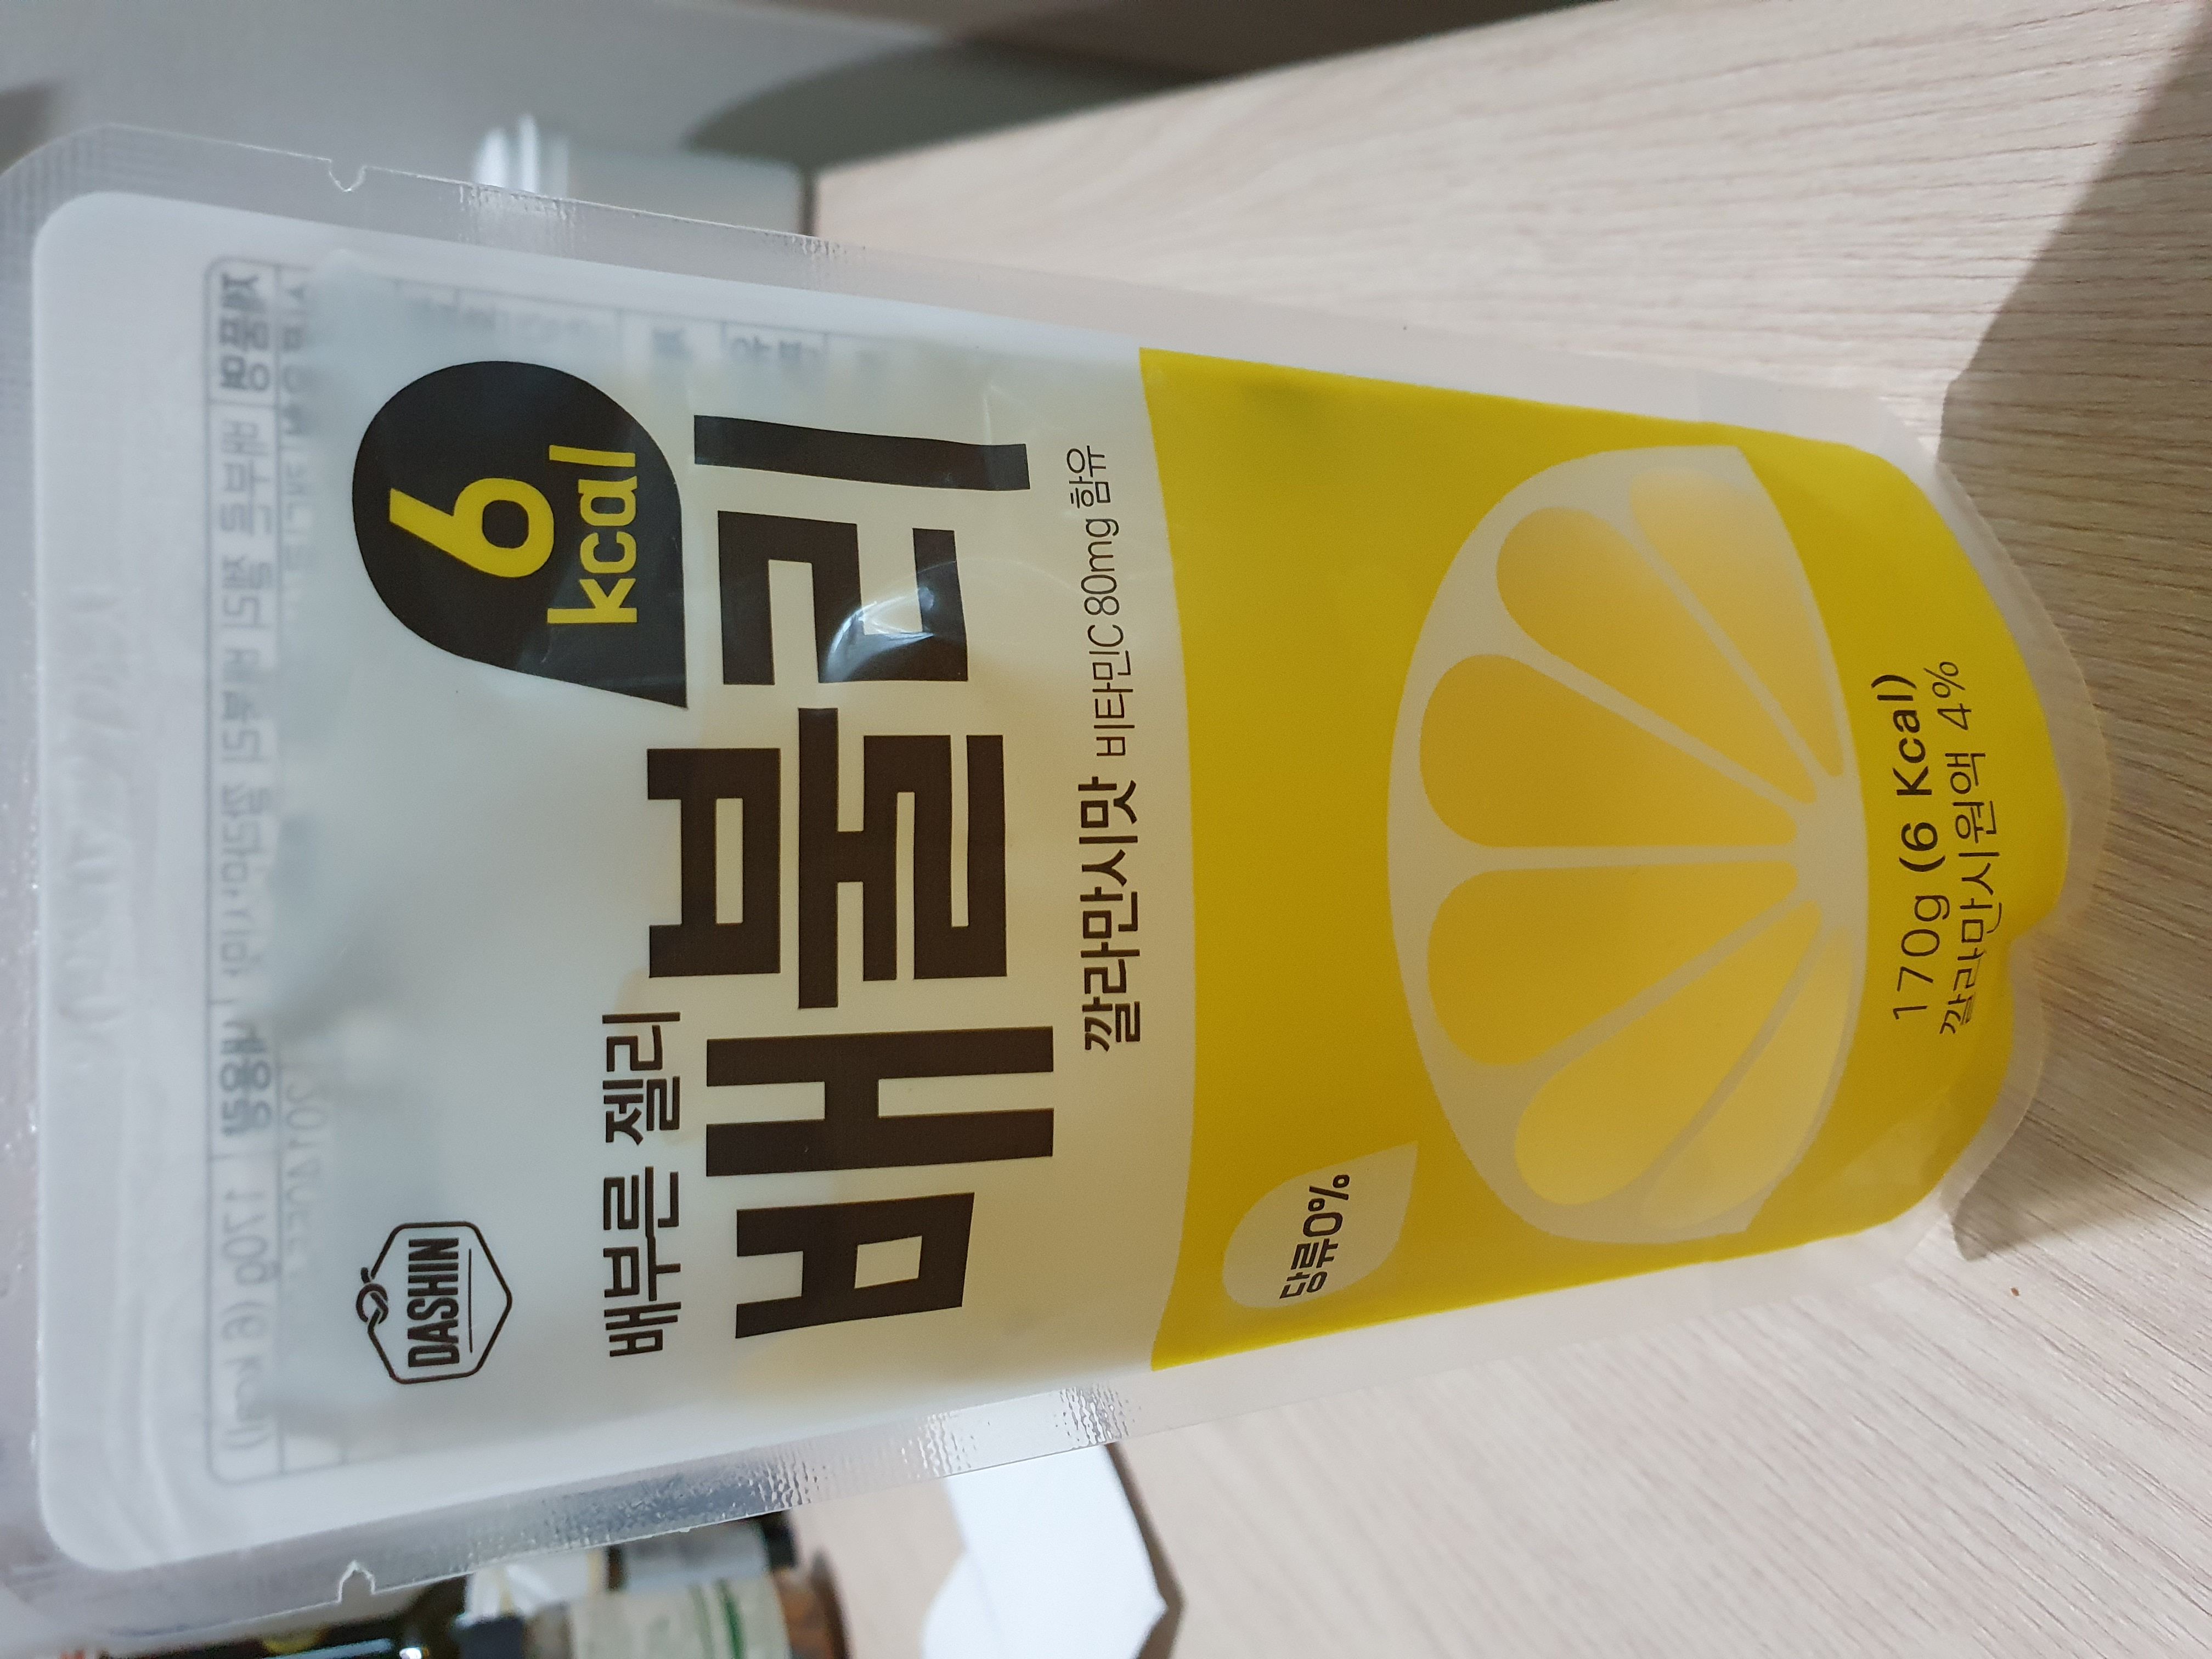 DASHIN
6
kcal
배부른 젤리
배불리
깔라만시맛 비타민C 80mg 함유
당류0%
170g (6 Kcal)
깔라만시원액 4%